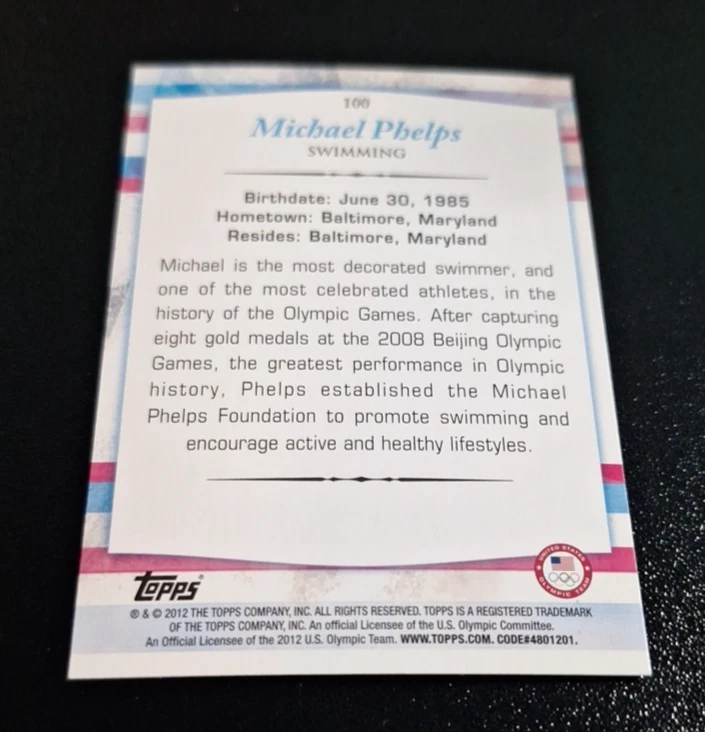 100
Michael Phelps
SWIMMING
Birthdate: June 30, 1985
Hometown: Baltimore, Maryland
Resides: Baltimore, Maryland
Michael is the most decorated swimmer, and
one of the most celebrated athletes, in the
history of the Olympic Games. After capturing
eight gold medals at the 2008 Beijing Olympic
Games, the greatest performance in Olympic
history, Phelps established the Michael
Phelps Foundation to promote swimming and
encourage active and healthy lifestyles.
UNITED STATES
OLYMPIC TEAM
topps®
® & © 2012 THE TOPPS COMPANY, INC. ALL RIGHTS RESERVED. TOPPS IS A REGISTERED TRADEMARK
OF THE TOPPS COMPANY, INC. An official Licensee of the U.S. Olympic Committee.
An Official Licensee of the 2012 U.S. Olympic Team. WWW.TOPPS.COM. CODE#4801201.